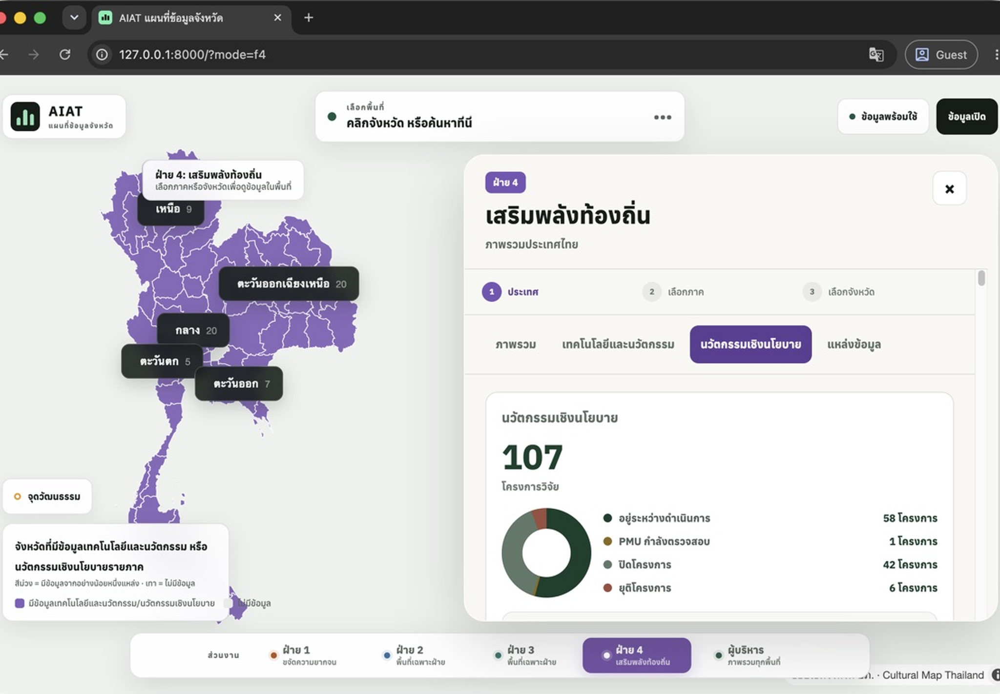 AIAT แผนที่ข้อมูลจังหวัด
127.0.0.1:8000/?mode=f4
Guest
AIAT
แผนที่ข้อมูลจังหวัด
เลือกพื้นที่
คลิกจังหวัด หรือค้นหาที่นี่
ข้อมูลพร้อมใช้
ข้อมูลเปิด
ฝ่าย 4: เสริมพลังท้องถิ่น
เลือกภาคหรือจังหวัดเพื่อดูข้อมูลในพื้นที่
เหนือ 9
ตะวันออกเฉียงเหนือ 20
กลาง 20
ตะวันตก 5
ตะวันออก 7
จุดวัฒนธรรม
จังหวัดที่มีข้อมูลเทคโนโลยีและนวัตกรรม หรือ
นวัตกรรมเชิงนโยบายรายภาค
สีม่วง = มีข้อมูลจากอย่างน้อยหนึ่งแหล่ง · เทา = ไม่มีข้อมูล
มีข้อมูลเทคโนโลยีและนวัตกรรม/นวัตกรรมเชิงนโยบาย ไม่มีข้อมูล
ฝ่าย 4
เสริมพลังท้องถิ่น
ภาพรวมประเทศไทย
1 ประเทศ
2 เลือกภาค
3 เลือกจังหวัด
ภาพรวม
เทคโนโลยีและนวัตกรรม
นวัตกรรมเชิงนโยบาย
แหล่งข้อมูล
นวัตกรรมเชิงนโยบาย
107
โครงการวิจัย
อยู่ระหว่างดำเนินการ 58 โครงการ
PMU กำลังตรวจสอบ 1 โครงการ
ปิดโครงการ 42 โครงการ
ยุติโครงการ 6 โครงการ
ส่วนงาน
ฝ่าย 1
ขจัดความยากจน
ฝ่าย 2
พื้นที่เฉพาะฝ่าย
ฝ่าย 3
พื้นที่เฉพาะฝ่าย
ฝ่าย 4
เสริมพลังท้องถิ่น
ผู้บริหาร
ภาพรวมทุกพื้นที่
· Cultural Map Thailand